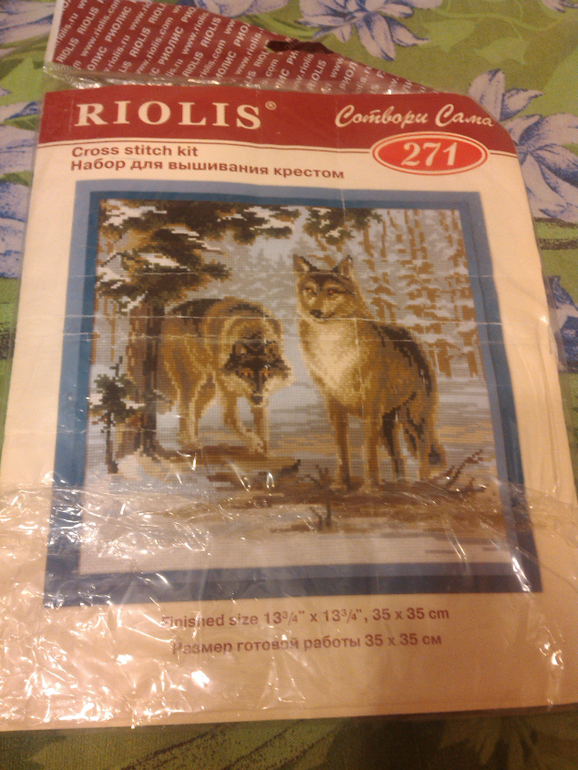 RIOLIS®
Сотвори Сама
Cross stitch kit
Набор для вышивания крестом
271
Finished size 13³/₄" x 13³/₄", 35 x 35 cm
Размер готовой работы 35 x 35 см